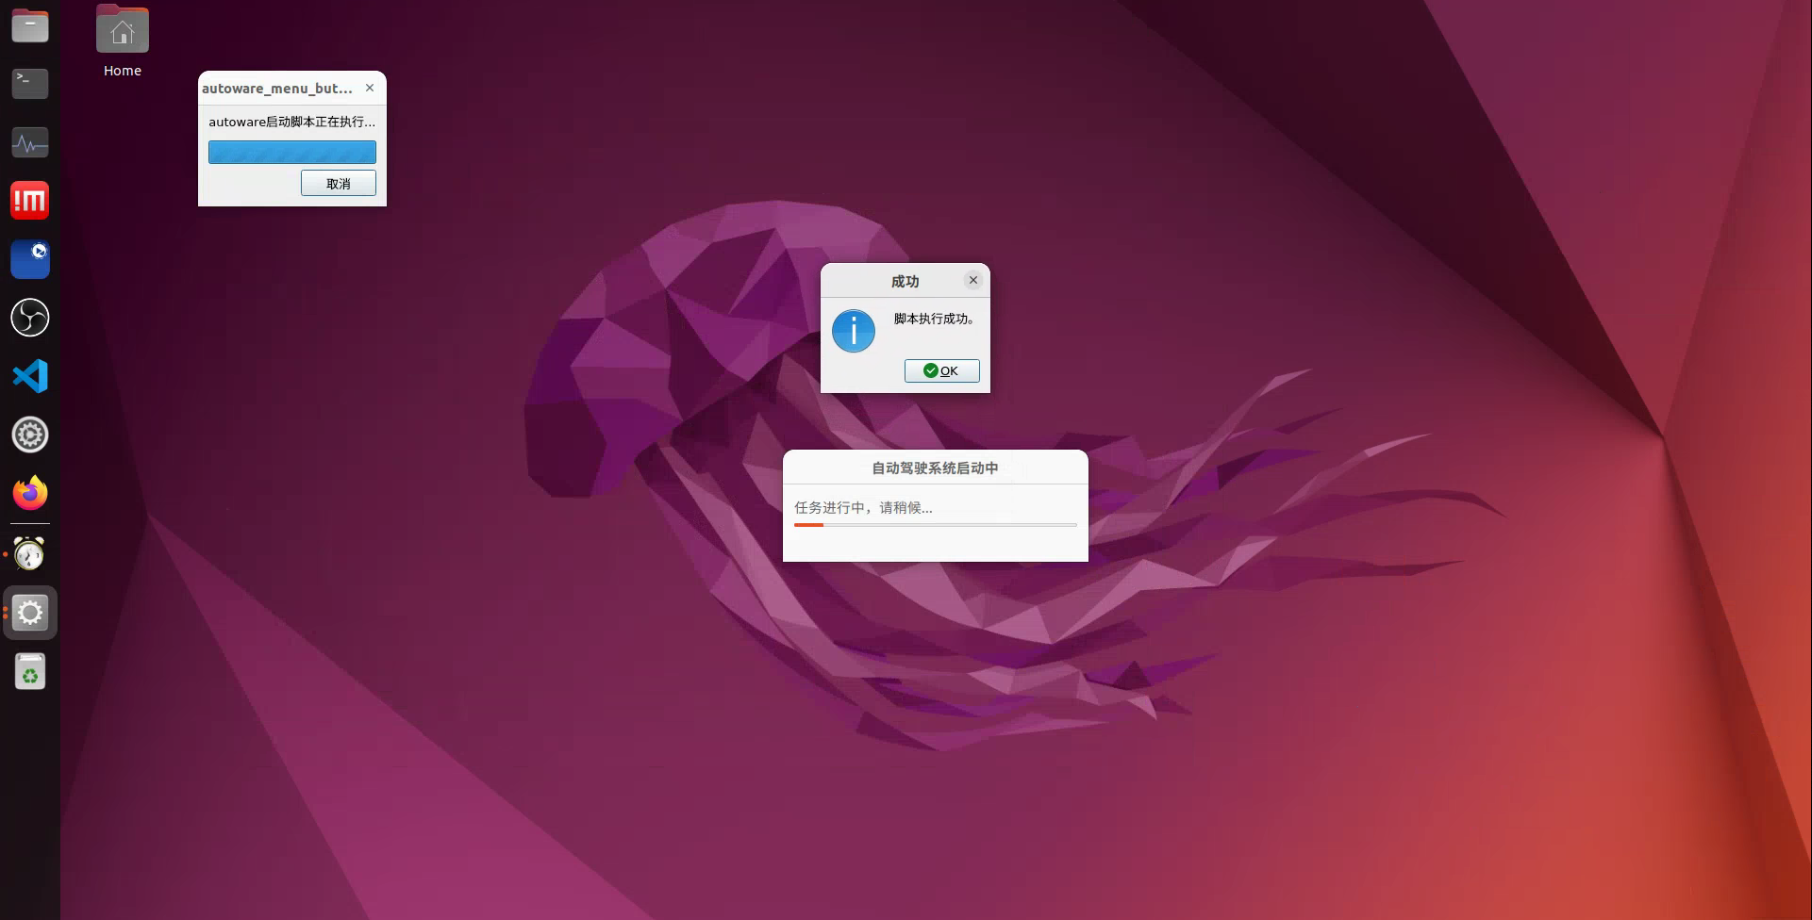 Home
autoware_menu_but...
autoware启动脚本正在执行...
取消
成功
脚本执行成功。
OK
自动驾驶系统启动中
任务进行中，请稍候...